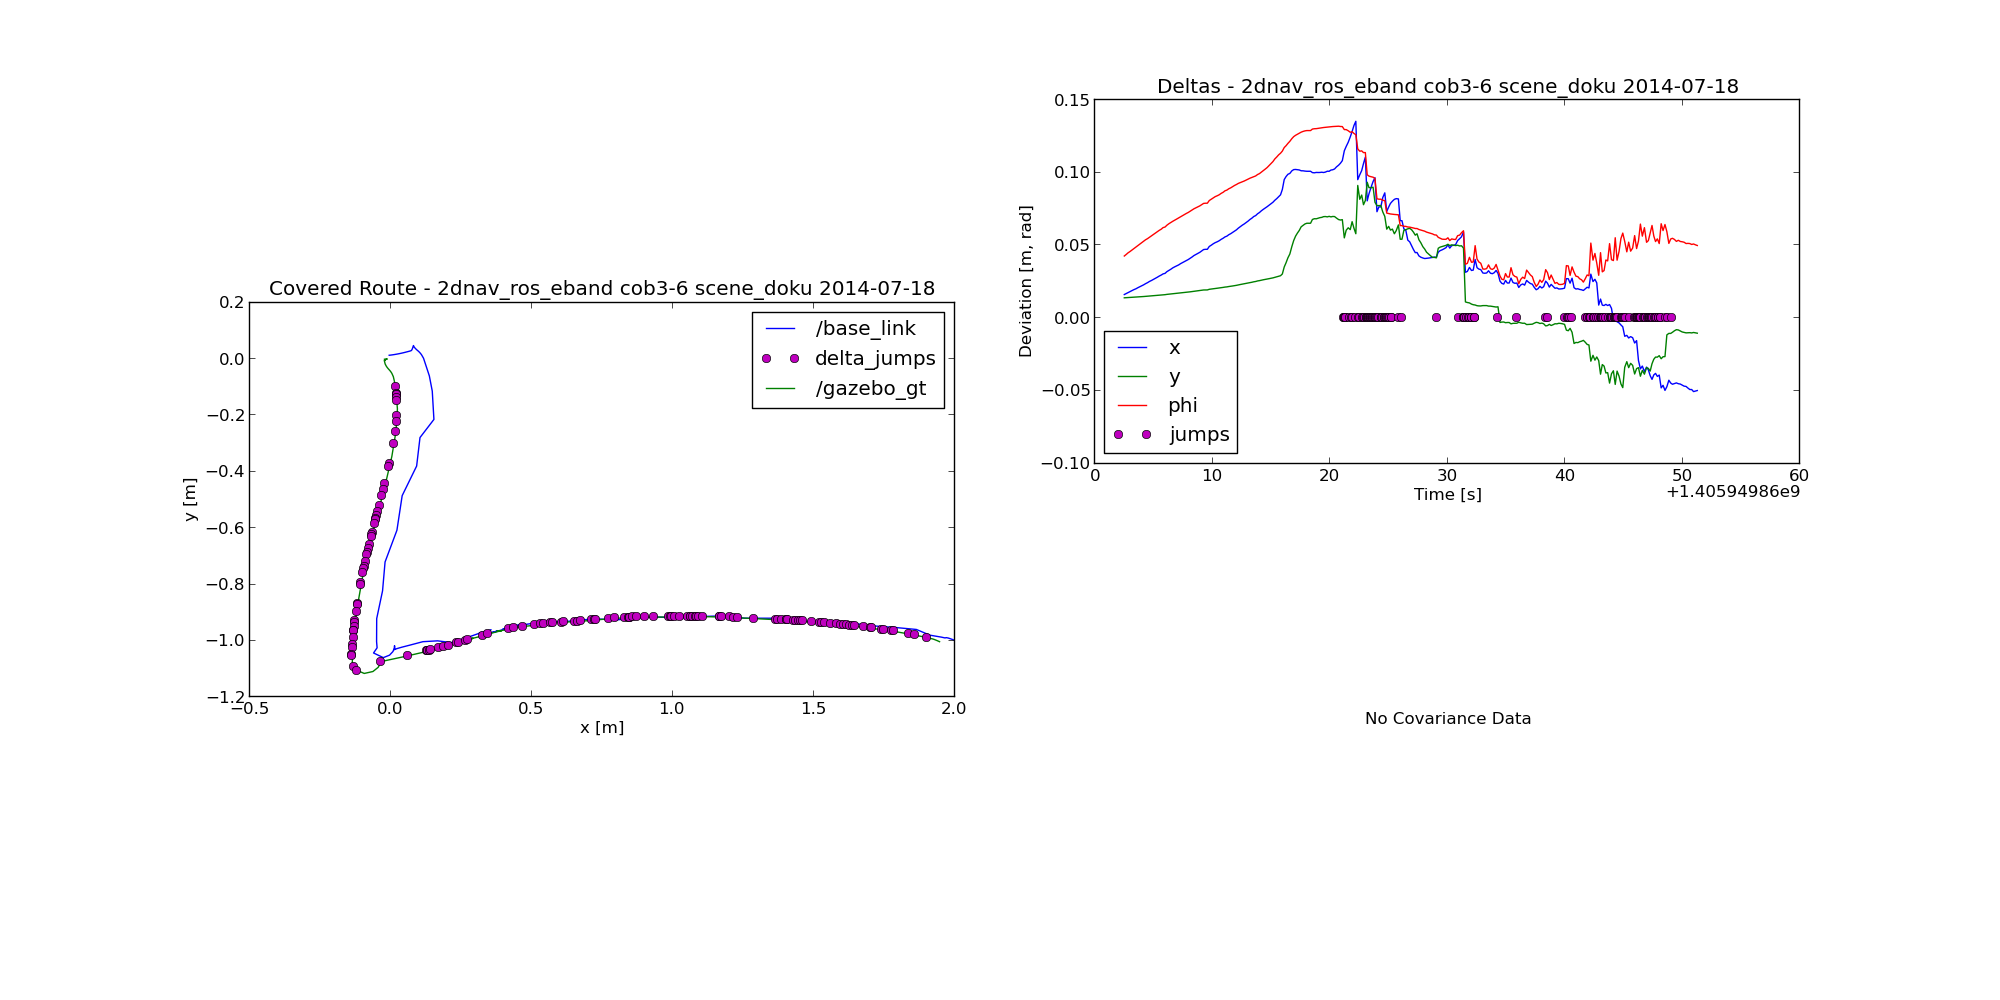 Covered Route - 2dnav_ros_eband cob3-6 scene_doku 2014-07-18
0.2
0.0
−0.2
−0.4
−0.6
−0.8
−1.0
−1.2
y [m]
−0.5
0.0
0.5
1.0
1.5
2.0
x [m]
/base_link
delta_jumps
/gazebo_gt
Deltas - 2dnav_ros_eband cob3-6 scene_doku 2014-07-18
0.15
0.10
0.05
0.00
−0.05
−0.10
Deviation [m, rad]
x
y
phi
jumps
0
10
20
30
40
50
60
Time [s]
+1.40594986e9
No Covariance Data